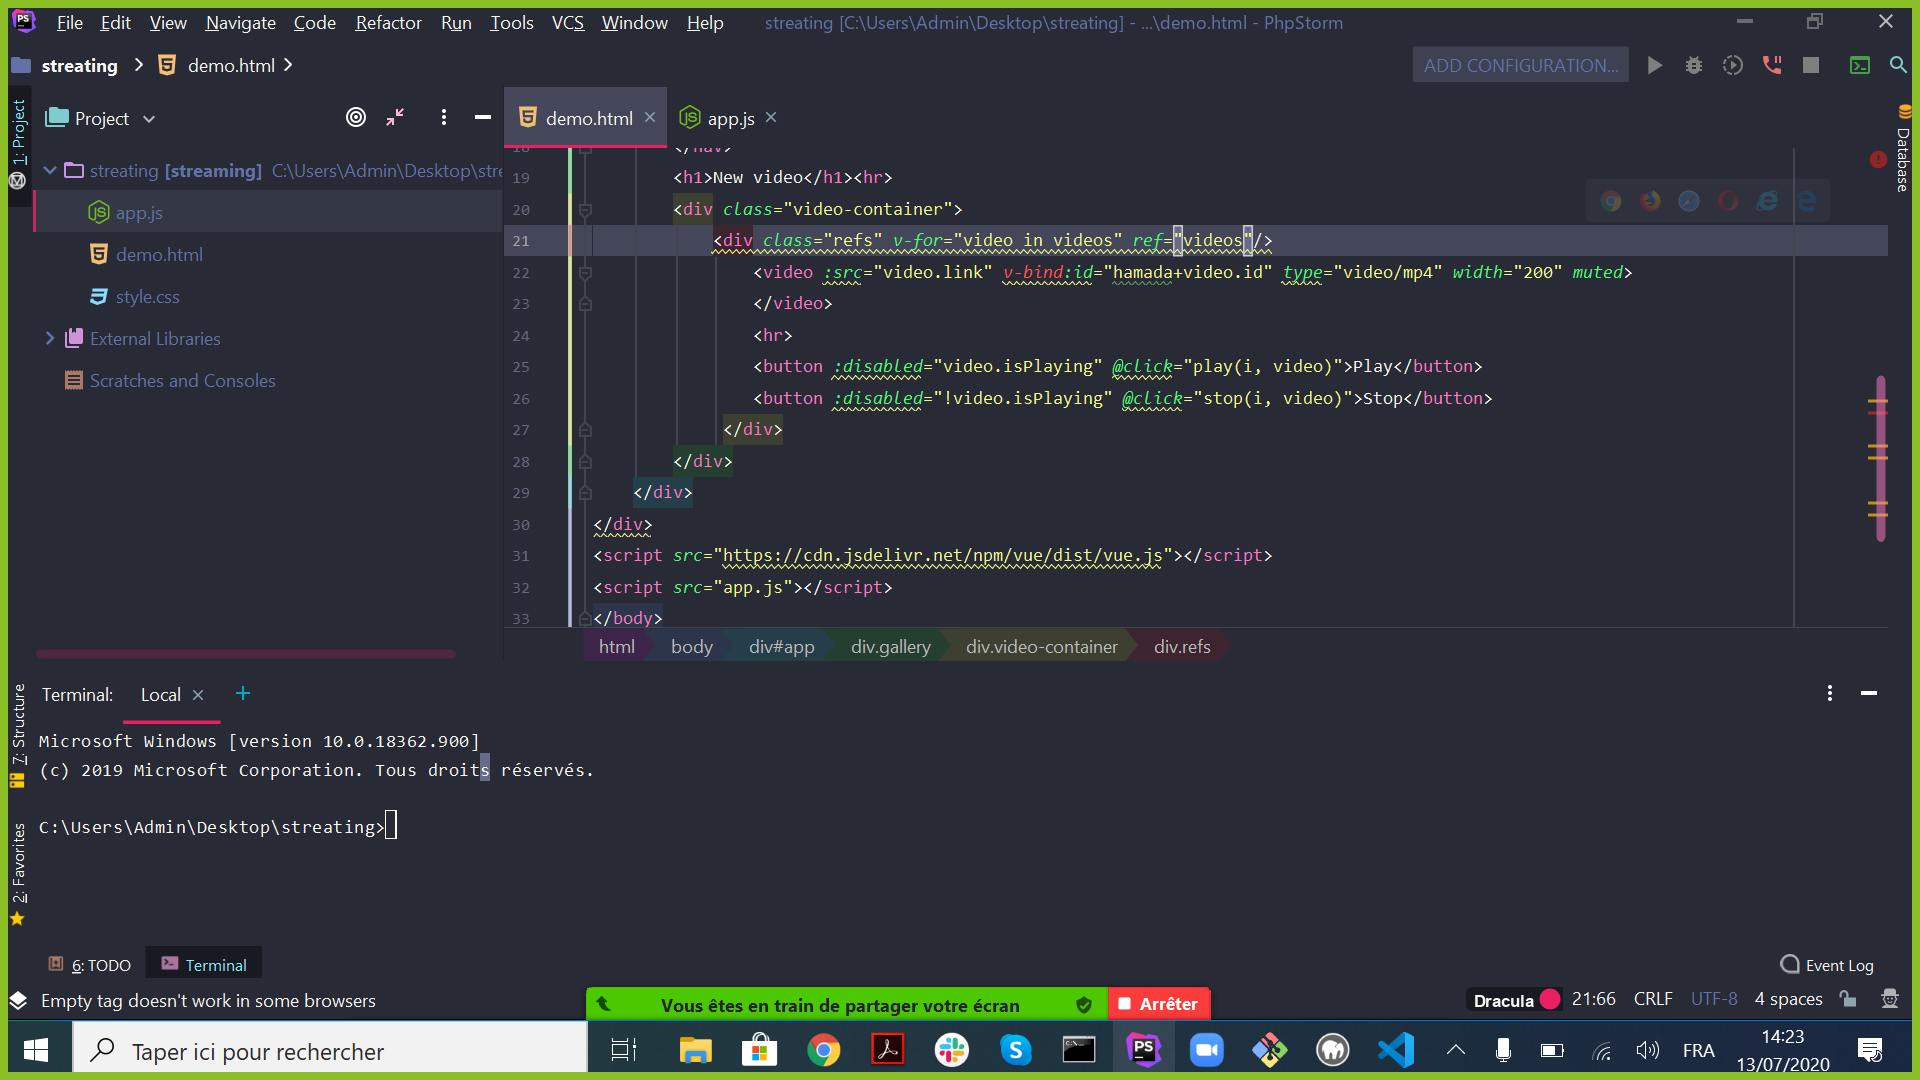 File Edit View Navigate Code Refactor Run Tools VCS Window Help streating [C:\Users\Admin\Desktop\streating] - ...\demo.html - PhpStorm
streating demo.html ADD CONFIGURATION...
1: Project
Project
demo.html
app.js
Database
streating [streaming] C:\Users\Admin\Desktop\stre
app.js
demo.html
style.css
External Libraries
Scratches and Consoles
18 </nav>
19 <h1>New video</h1><hr>
20 <div class="video-container">
21 <div class="refs" v-for="video in videos" ref="videos"/>
22 <video :src="video.link" v-bind:id="hamada+video.id" type="video/mp4" width="200" muted>
23 </video>
24 <hr>
25 <button :disabled="video.isPlaying" @click="play(i, video)">Play</button>
26 <button :disabled="!video.isPlaying" @click="stop(i, video)">Stop</button>
27 </div>
28 </div>
29 </div>
30 </div>
31 <script src="https://cdn.jsdelivr.net/npm/vue/dist/vue.js"></script>
32 <script src="app.js"></script>
33 </body>
html body div#app div.gallery div.video-container div.refs
7: Structure
2: Favorites
Terminal: Local
Microsoft Windows [version 10.0.18362.900]
(c) 2019 Microsoft Corporation. Tous droits réservés.
C:\Users\Admin\Desktop\streating>
6: TODO Terminal Event Log
Empty tag doesn't work in some browsers
Vous êtes en train de partager votre écran Arrêter
Dracula 21:66 CRLF UTF-8 4 spaces
Taper ici pour rechercher
PS
FRA
14:23
13/07/2020